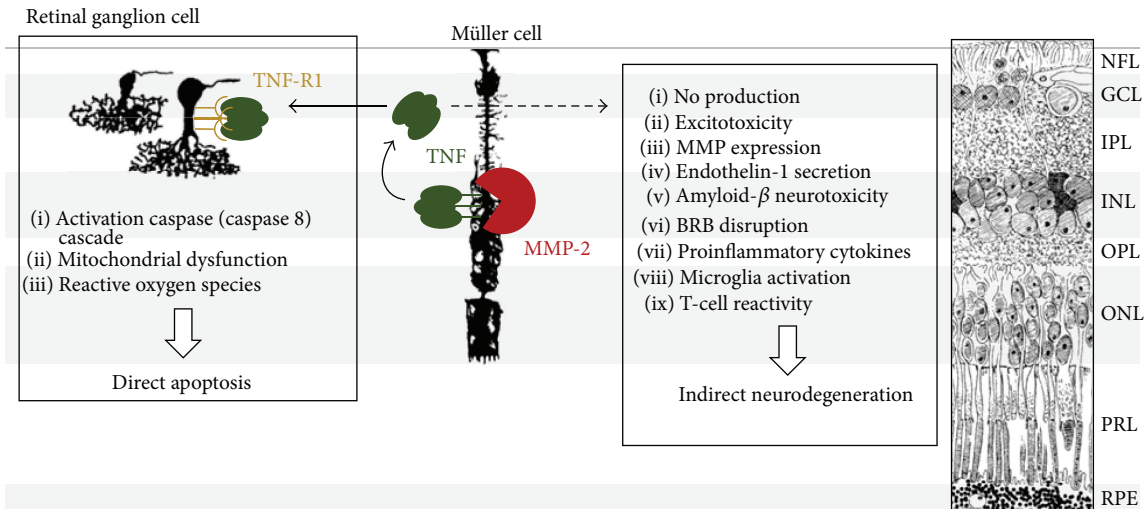 Retinal ganglion cell
TNF-R1
(i) Activation caspase (caspase 8)
cascade
(ii) Mitochondrial dysfunction
(iii) Reactive oxygen species
Direct apoptosis
Müller cell
TNF
MMP-2
(i) No production
(ii) Excitotoxicity
(iii) MMP expression
(iv) Endothelin-1 secretion
(v) Amyloid-β neurotoxicity
(vi) BRB disruption
(vii) Proinflammatory cytokines
(viii) Microglia activation
(ix) T-cell reactivity
Indirect neurodegeneration
NFL
GCL
IPL
INL
OPL
ONL
PRL
RPE